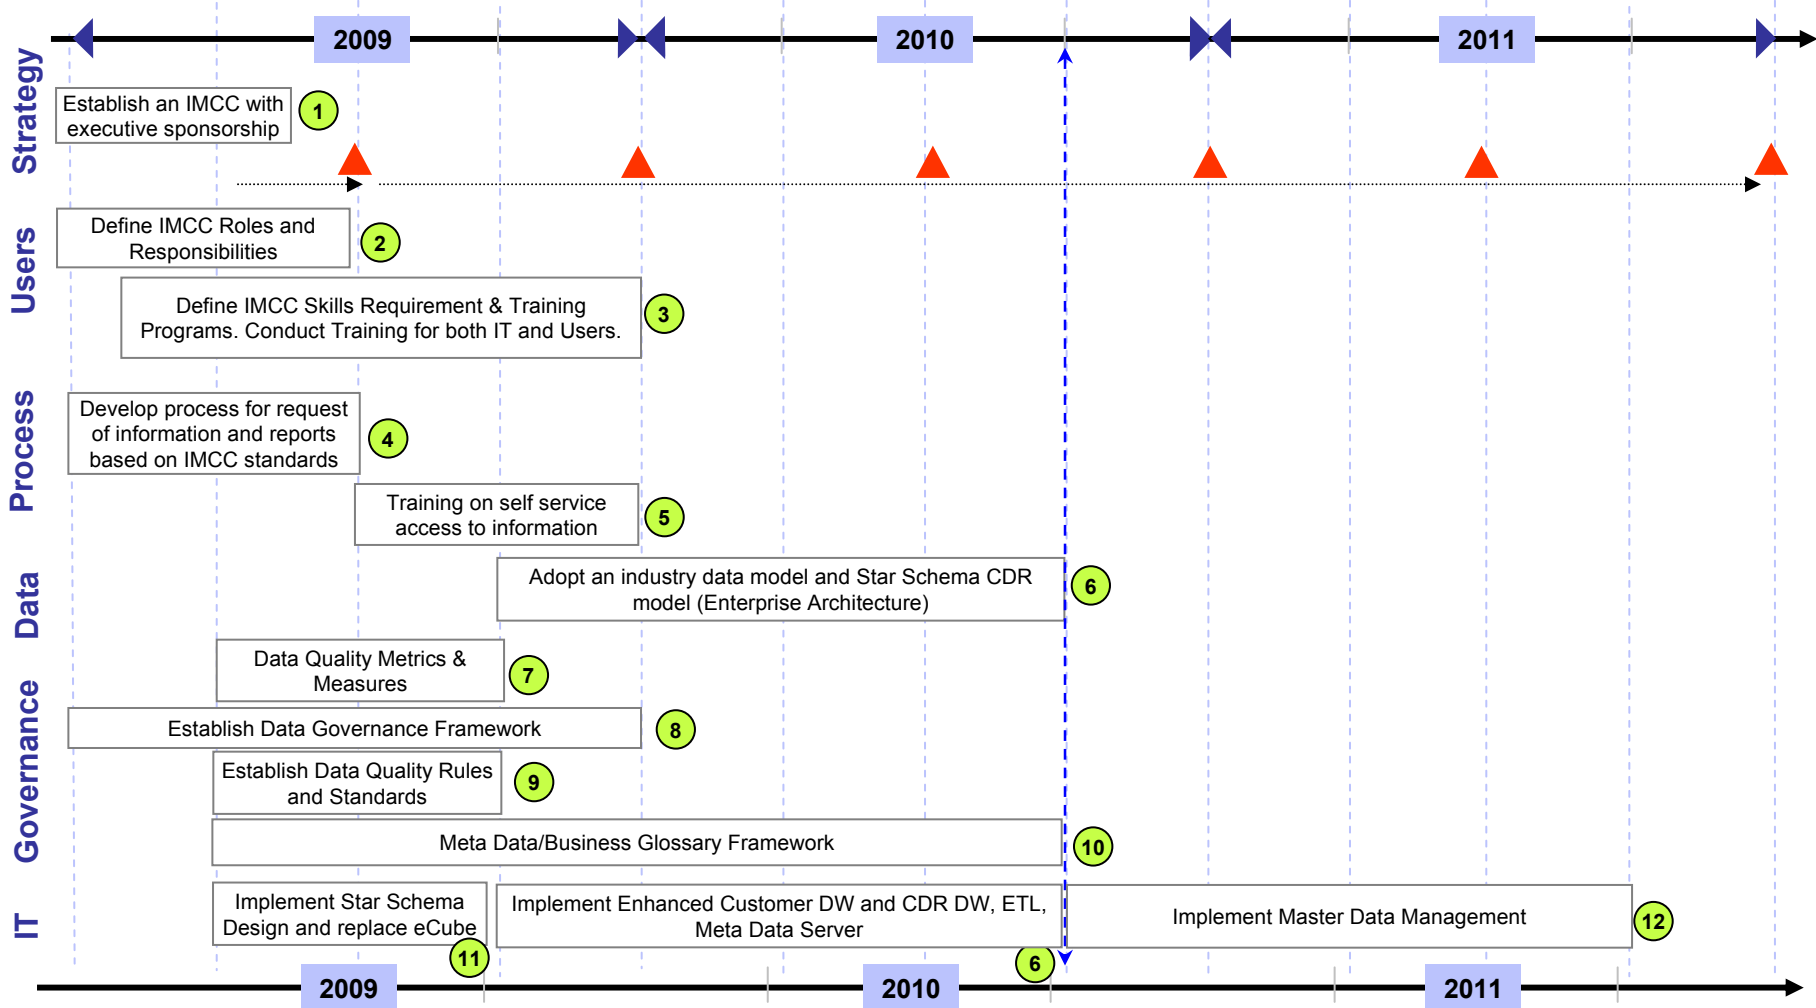 2009
2010
2011
Strategy
Establish an IMCC with
executive sponsorship
1
Users
Define IMCC Roles and
Responsibilities
2
Define IMCC Skills Requirement & Training
Programs. Conduct Training for both IT and Users.
3
Process
Develop process for request
of information and reports
based on IMCC standards
4
Training on self service
access to information
5
Data
Adopt an industry data model and Star Schema CDR
model (Enterprise Architecture)
6
Data Quality Metrics &
Measures
7
Governance
Establish Data Governance Framework
8
Establish Data Quality Rules
and Standards
9
Meta Data/Business Glossary Framework
10
IT
Implement Star Schema
Design and replace eCube
11
Implement Enhanced Customer DW and CDR DW, ETL,
Meta Data Server
6
Implement Master Data Management
12
2009
2010
2011